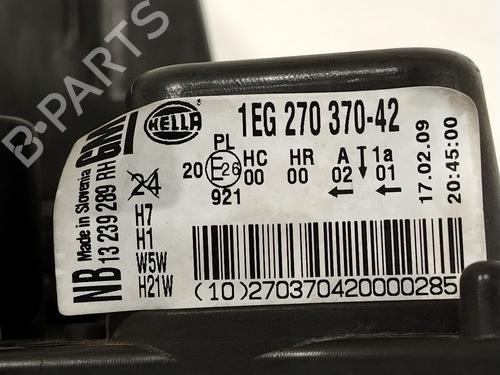 B-PARTS
HELLA
1EG 270 370-42
PL
20 E26 HC HR A 1a
00 00 02 01
921
H7
H1
W5W
H21W
(10)270370420000285
17.02.09
20:45:00
NB 13 239 289 RH GM
Made in Slovenia